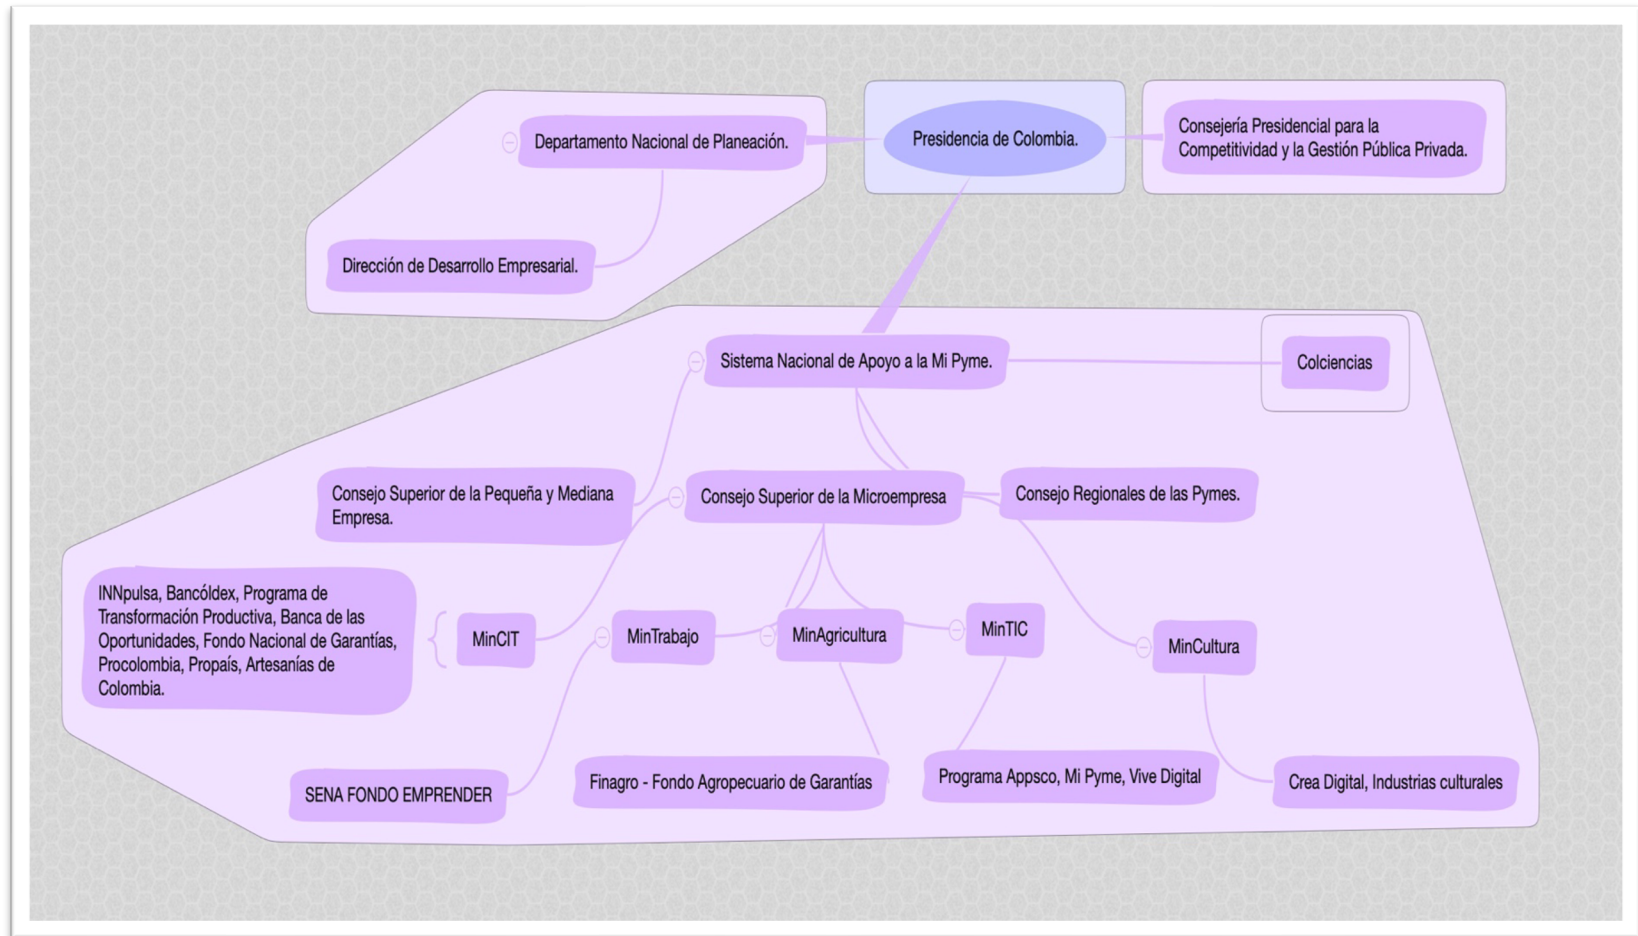 Presidencia de Colombia.
Departamento Nacional de Planeación.
Consejería Presidencial para la
Competitividad y la Gestión Pública Privada.
Dirección de Desarrollo Empresarial.
Sistema Nacional de Apoyo a la Mi Pyme.
Colciencias
Consejo Superior de la Pequeña y Mediana
Empresa.
Consejo Superior de la Microempresa
Consejo Regionales de las Pymes.
INNpulsa, Bancóldex, Programa de
Transformación Productiva, Banca de las
Oportunidades, Fondo Nacional de Garantías,
Procolombia, Propaís, Artesanías de
Colombia.
MinCIT
MinTrabajo
MinAgricultura
MinTIC
MinCultura
SENA FONDO EMPRENDER
Finagro - Fondo Agropecuario de Garantías
Programa Appsco, Mi Pyme, Vive Digital
Crea Digital, Industrias culturales